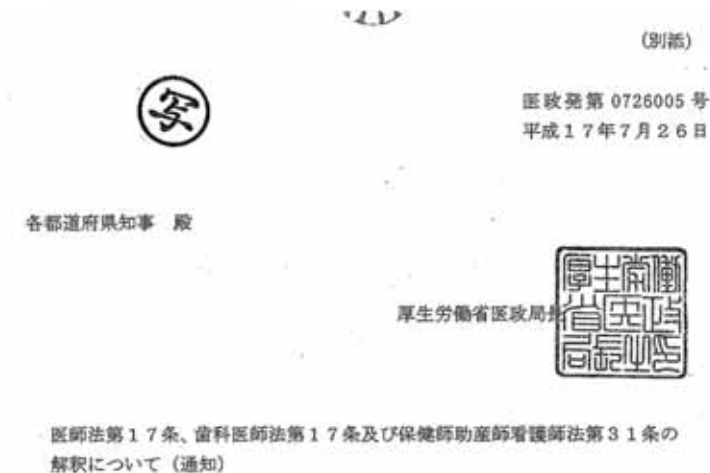 (別紙)
写
医政発第0726005号
平成17年7月26日
各都道府県知事 殿
厚生労働省医政局長
医師法第17条、歯科医師法第17条及び保健師助産師看護師法第31条の
解釈について(通知)